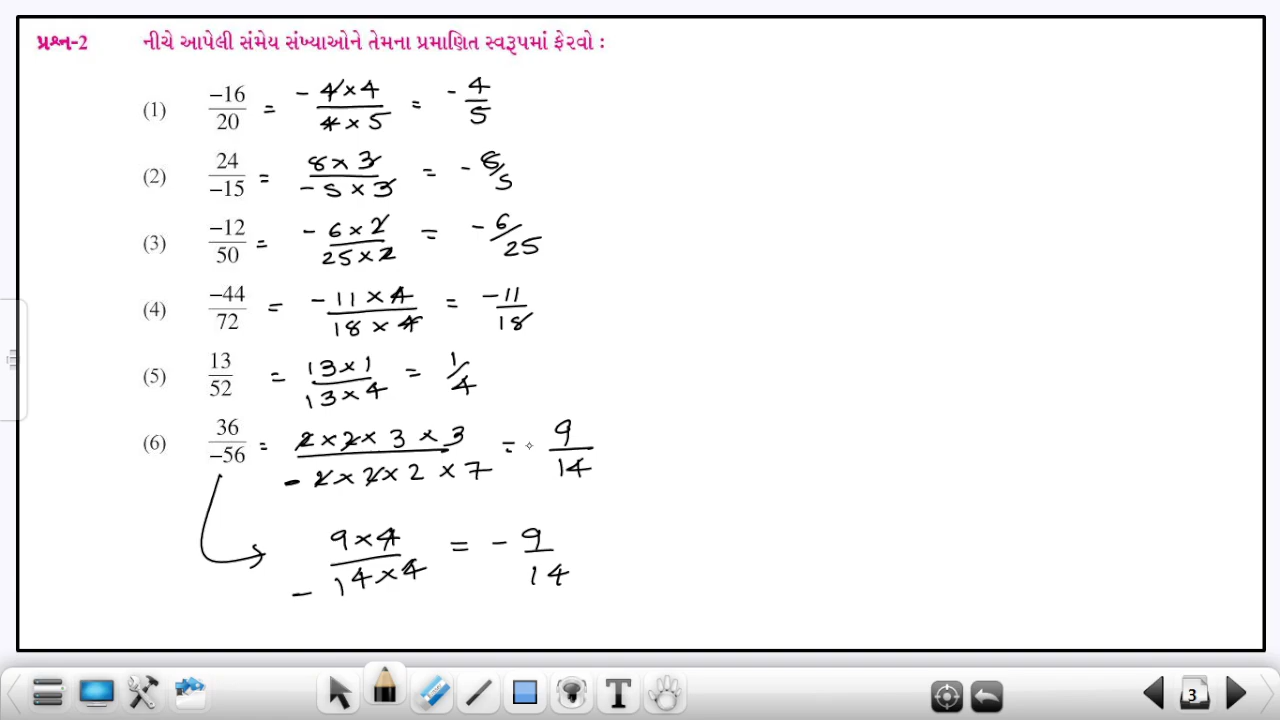 પ્રશ્ન-2 નીચે આપેલી સંમેય સંખ્યાઓને તેમના પ્રમાણિત સ્વરૂપમાં ફેરવો :
(1) −16/20 = - 4×4 / 4×5 = - 4/5
(2) 24/−15 = 8×3 / -5×3 = - 8/5
(3) −12/50 = - 6×2 / 25×2 = - 6/25
(4) −44/72 = -11×4 / 18×4 = -11/18
(5) 13/52 = 13×1 / 13×4 = 1/4
(6) 36/−56 = 2×2×3×3 / -2×2×2×7 = - 9/14
9×4 / -14×4 = - 9/14
T 3